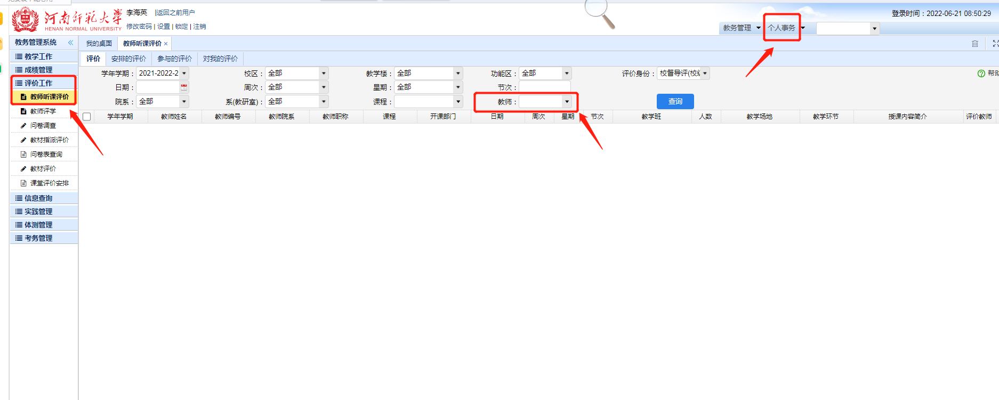 河南师范大学
HENAN NORMAL UNIVERSITY
李海英 |返回之前用户
修改密码 | 设置 | 锁定 | 注销
登录时间：2022-06-21 08:50:29
教务管理 个人事务
教务管理系统 «
我的桌面 教师听课评价 ×
教学工作
成绩管理
评价工作
教师听课评价
教师评学
问卷调查
教材指派评价
问卷表查询
教材评价
课堂评价安排
信息查询
实践管理
体测管理
考务管理
评价 安排的评价 参与的评价 对我的评价
学年学期： 2021-2022-2 校区： 全部 教学楼： 全部 功能区： 全部 评价身份： 校督导评(校级 帮助
日期： 周次： 全部 星期： 全部 节次：
院系： 全部 系(教研室)： 全部 课程： 教师： 查询
学年学期 教师姓名 教师编号 教师院系 教师职称 课程 开课部门 日期 周次 星期 节次 教学班 人数 教学场地 教学环节 授课内容简介 评价教师